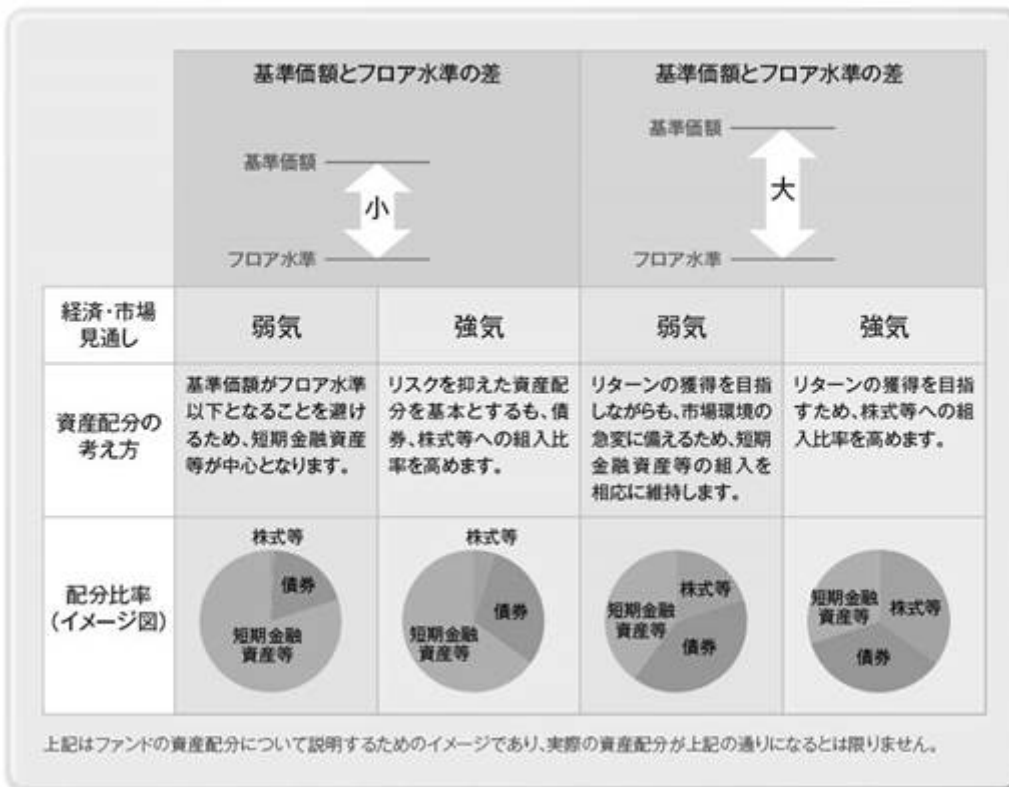 基準価額とフロア水準の差
基準価額とフロア水準の差
基準価額
小
フロア水準
基準価額
大
フロア水準
経済・市場
見通し
弱気
強気
弱気
強気
資産配分の
考え方
基準価額がフロア水準
以下となることを避け
るため、短期金融資産
等が中心となります。
リスクを抑えた資産配
分を基本とするも、債
券、株式等への組入比
率を高めます。
リターンの獲得を目指
しながらも、市場環境の
急変に備えるため、短期
金融資産等の組入を
相応に維持します。
リターンの獲得を目指
すため、株式等への組
入比率を高めます。
配分比率
(イメージ図)
株式等
債券
短期金融
資産等
株式等
債券
短期金融
資産等
株式等
短期金融
資産等
債券
短期金融
資産等
株式等
債券
上記はファンドの資産配分について説明するためのイメージであり、実際の資産配分が上記の通りになるとは限りません。